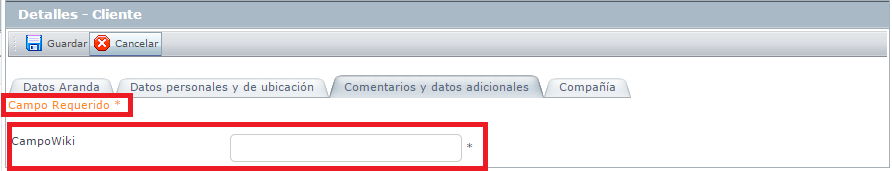 Detalles - Cliente
Guardar Cancelar
Datos Aranda Datos personales y de ubicación Comentarios y datos adicionales Compañía
Campo Requerido *
CampoWiki *